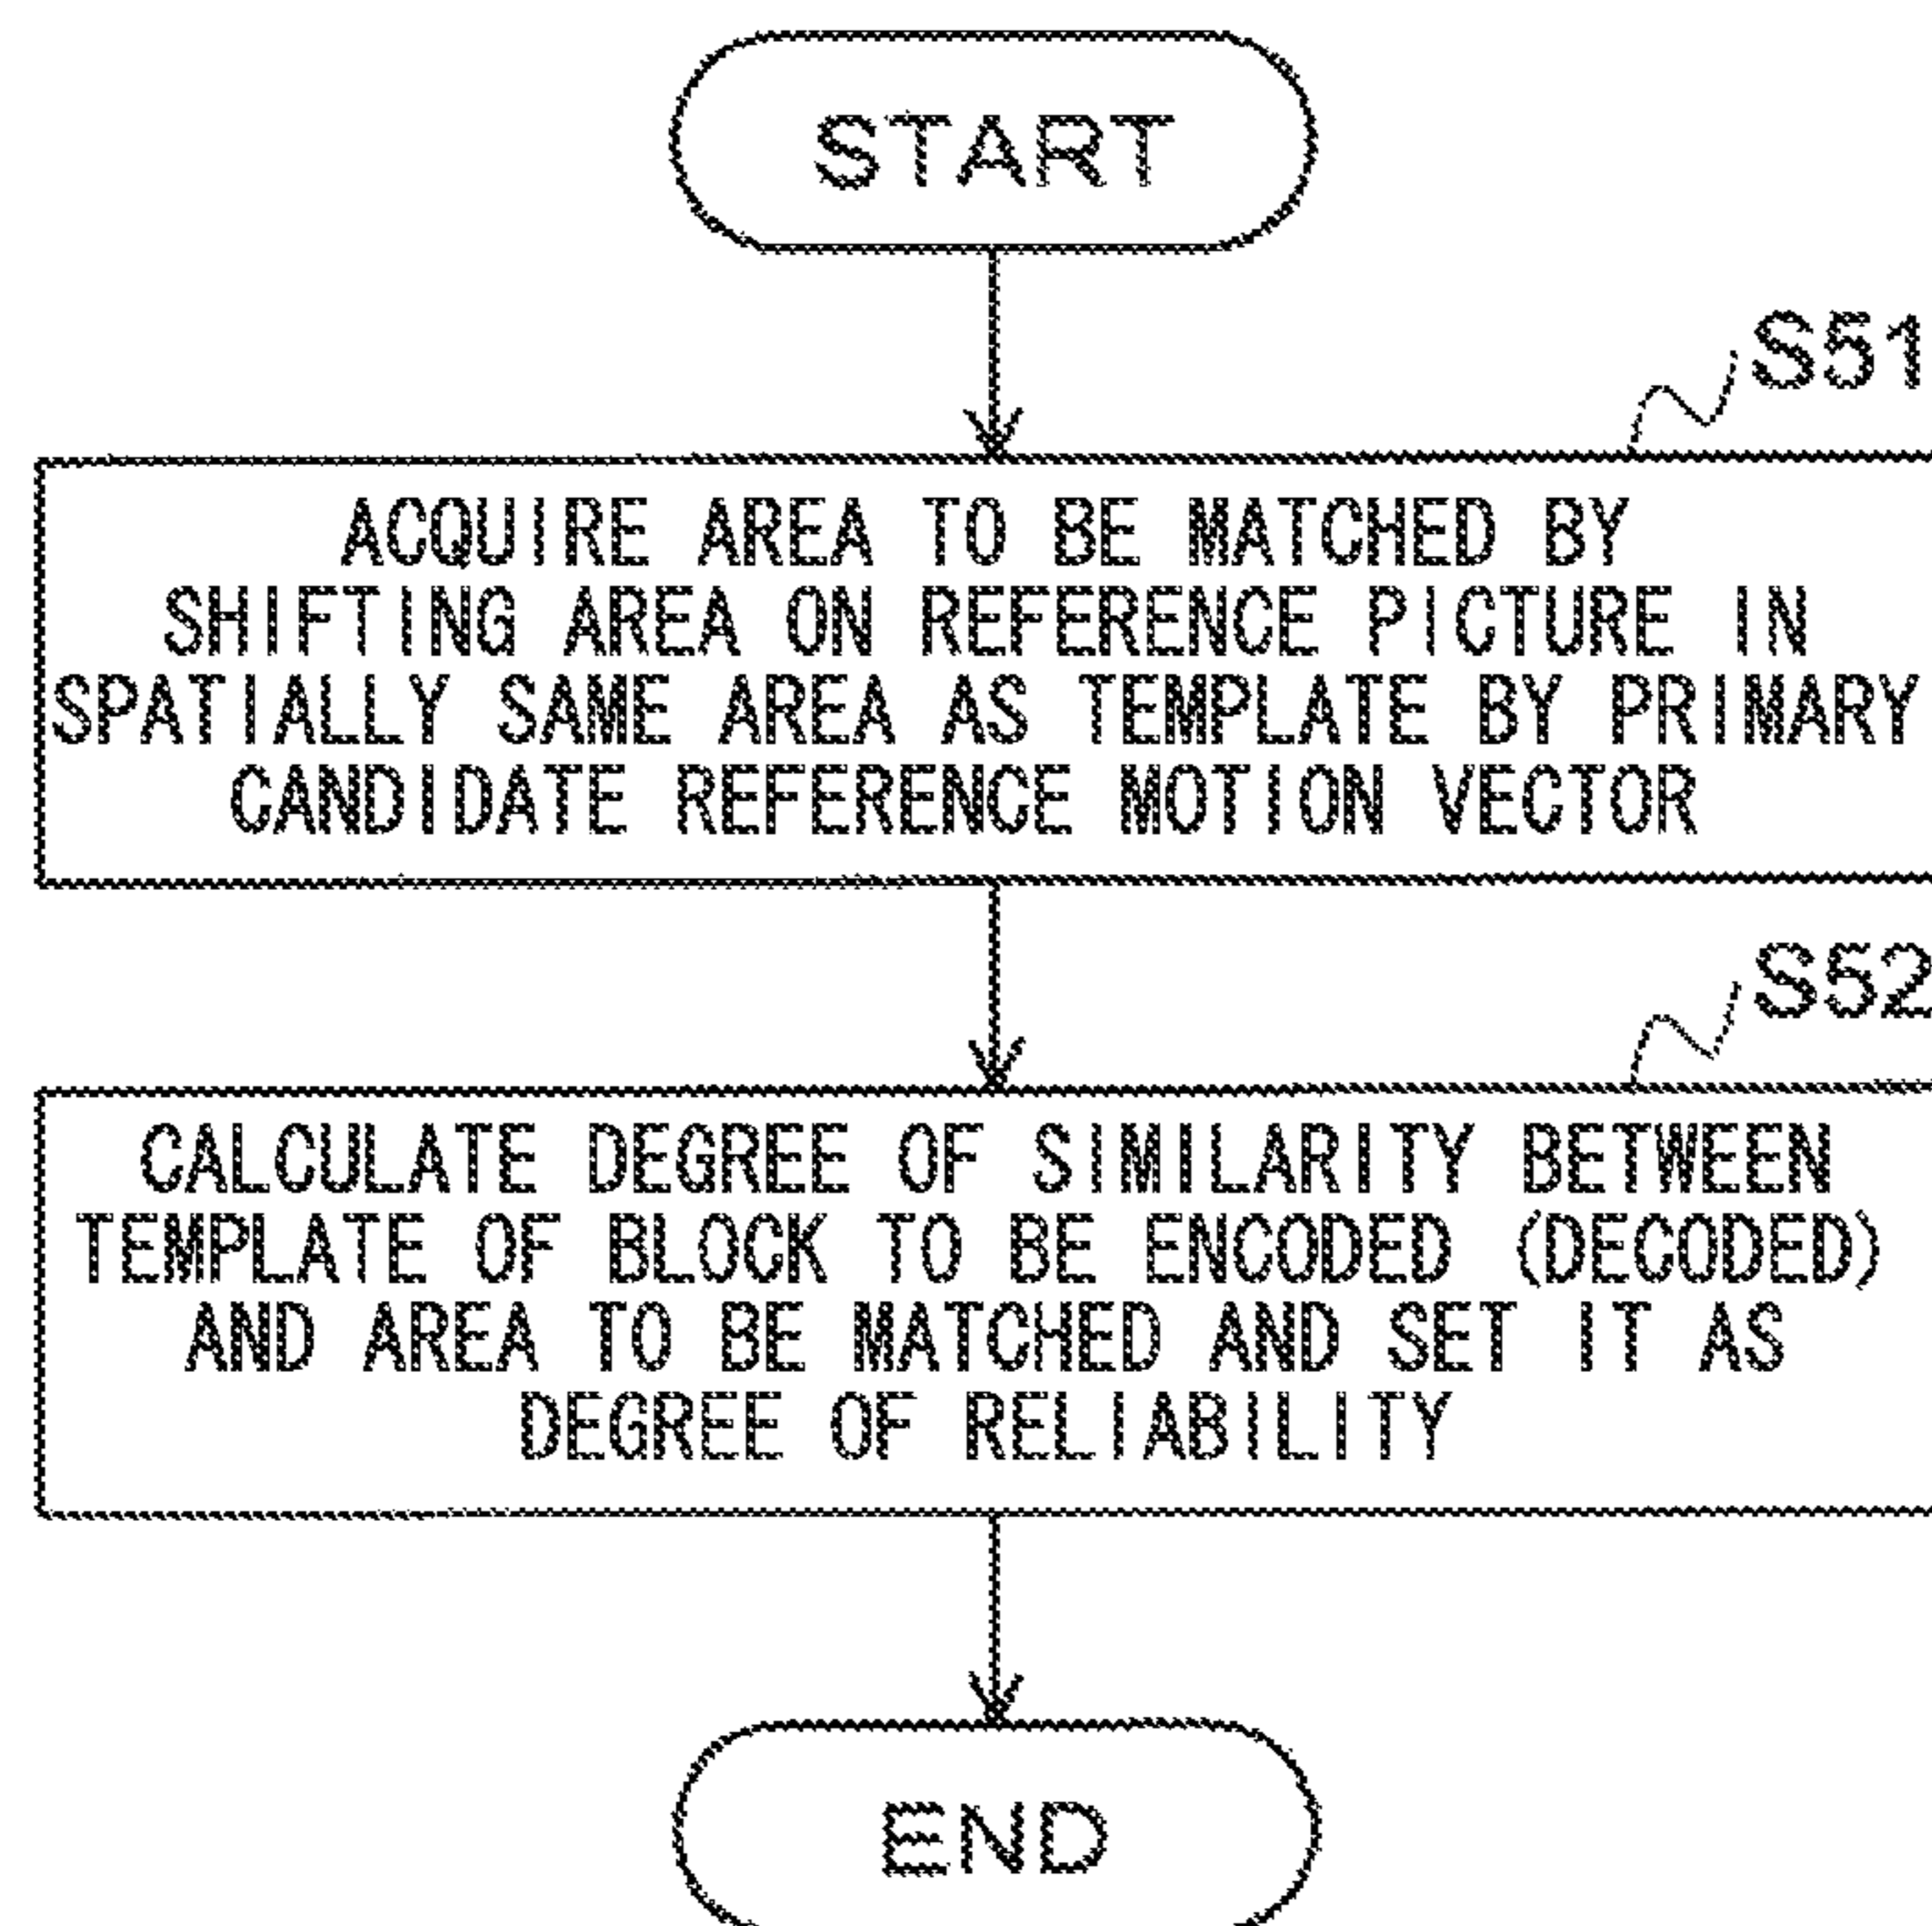 START
S51
ACQUIRE AREA TO BE MATCHED BY
SHIFTING AREA ON REFERENCE PICTURE IN
SPATIALLY SAME AREA AS TEMPLATE BY PRIMARY
CANDIDATE REFERENCE MOTION VECTOR
S52
CALCULATE DEGREE OF SIMILARITY BETWEEN
TEMPLATE OF BLOCK TO BE ENCODED (DECODED)
AND AREA TO BE MATCHED AND SET IT AS
DEGREE OF RELIABILITY
END